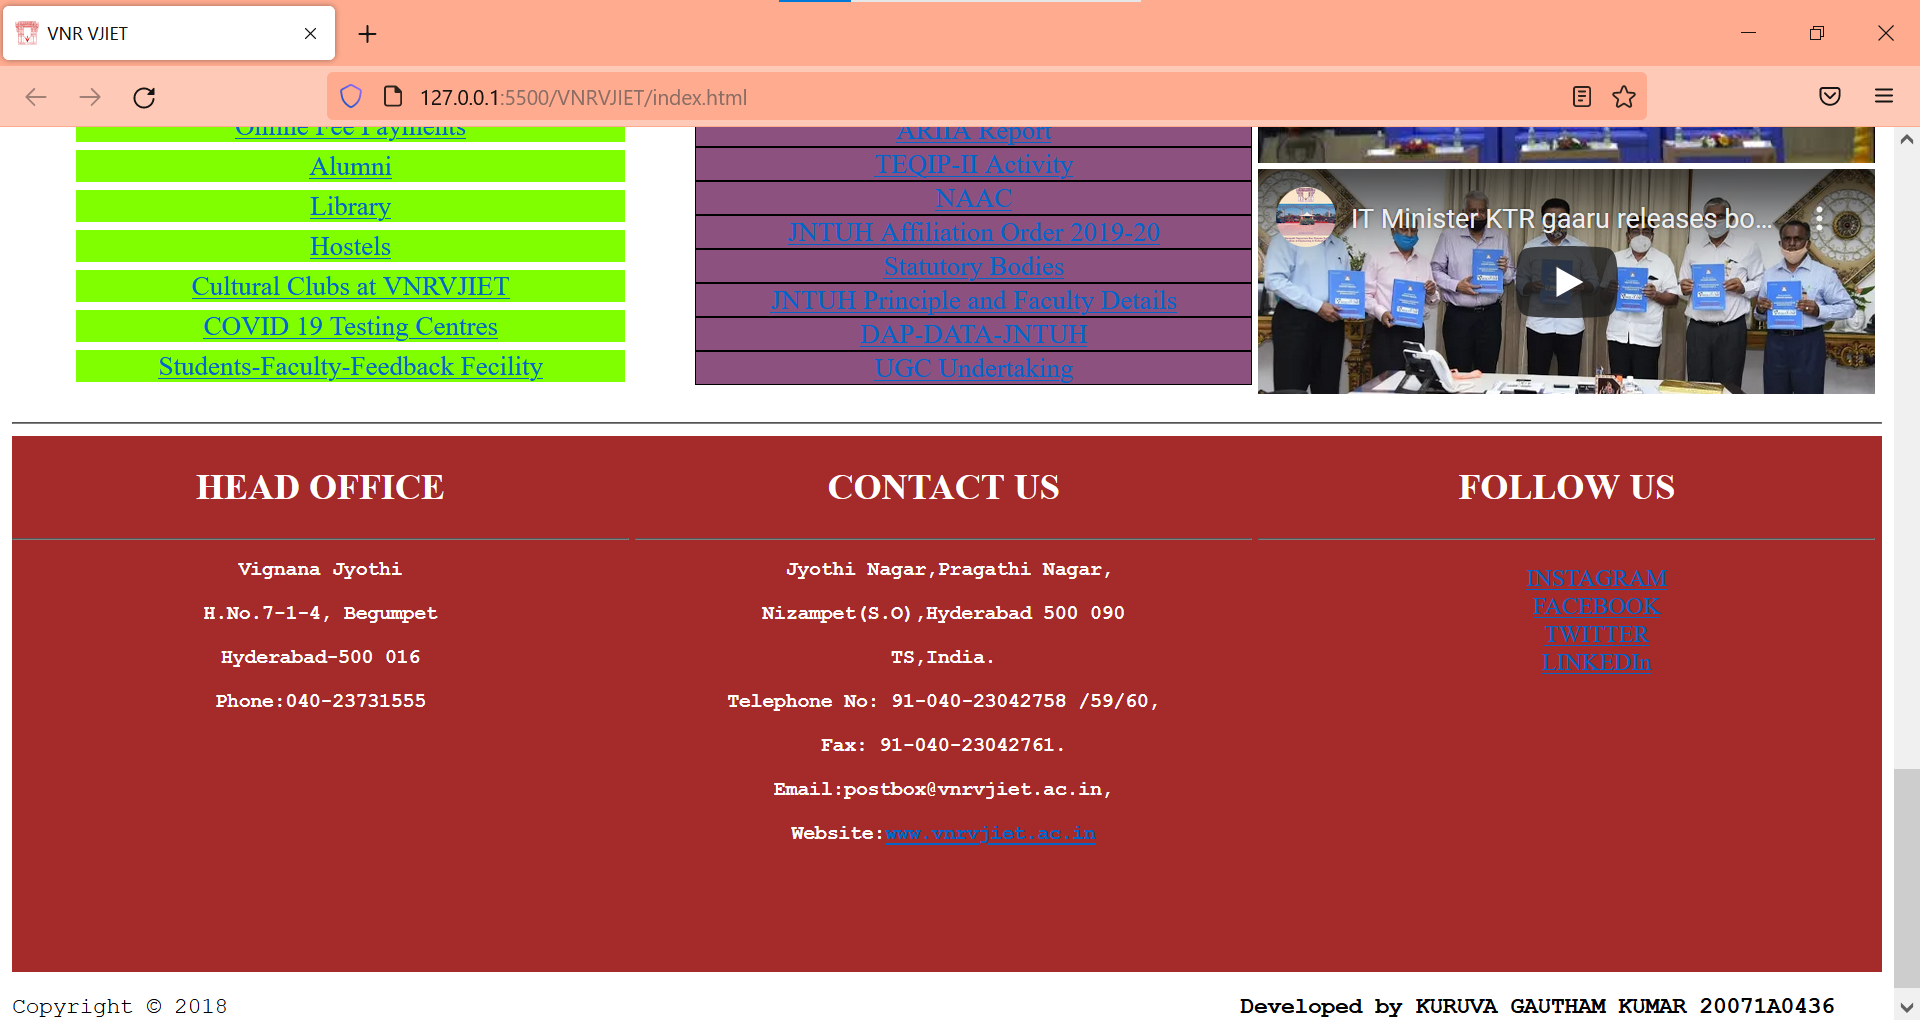 VNR VJIET
127.0.0.1:5500/VNRVJIET/index.html
Online Fee Payments
Alumni
Library
Hostels
Cultural Clubs at VNRVJIET
COVID 19 Testing Centres
Students-Faculty-Feedback Fecility
ARIIA Report
TEQIP-II Activity
NAAC
JNTUH Affiliation Order 2019-20
Statutory Bodies
JNTUH Principle and Faculty Details
DAP-DATA-JNTUH
UGC Undertaking
IT Minister KTR gaaru releases bo...
HEAD OFFICE
Vignana Jyothi
H.No.7-1-4, Begumpet
Hyderabad-500 016
Phone:040-23731555
CONTACT US
Jyothi Nagar,Pragathi Nagar,
Nizampet(S.O),Hyderabad 500 090
TS,India.
Telephone No: 91-040-23042758 /59/60,
Fax: 91-040-23042761.
Email:postbox@vnrvjiet.ac.in,
Website:www.vnrvjiet.ac.in
FOLLOW US
INSTAGRAM
FACEBOOK
TWITTER
LINKEDIn
Copyright © 2018
Developed by KURUVA GAUTHAM KUMAR 20071A0436